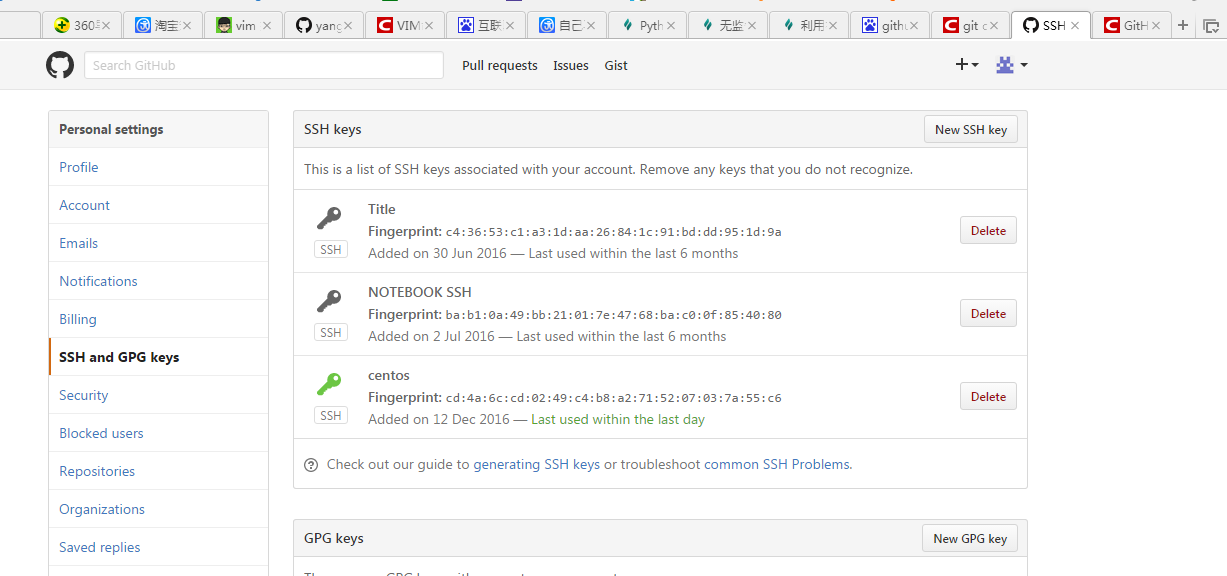 360
淘宝
vim
yang
VIM
互联
自己
Pyth
无监
利用
githu
git c
SSH
GitH
Search GitHub
Pull requests Issues Gist
Personal settings
Profile
Account
Emails
Notifications
Billing
SSH and GPG keys
Security
Blocked users
Repositories
Organizations
Saved replies
SSH keys
New SSH key
This is a list of SSH keys associated with your account. Remove any keys that you do not recognize.
Title
Fingerprint: c4:36:53:c1:a3:1d:aa:26:84:1c:91:bd:dd:95:1d:9a
SSH
Added on 30 Jun 2016 — Last used within the last 6 months
Delete
NOTEBOOK SSH
Fingerprint: ba:b1:0a:49:bb:21:01:7e:47:68:ba:c0:0f:85:40:80
SSH
Added on 2 Jul 2016 — Last used within the last 6 months
Delete
centos
Fingerprint: cd:4a:6c:cd:02:49:c4:b8:a2:71:52:07:03:7a:55:c6
SSH
Added on 12 Dec 2016 — Last used within the last day
Delete
Check out our guide to generating SSH keys or troubleshoot common SSH Problems.
GPG keys
New GPG key